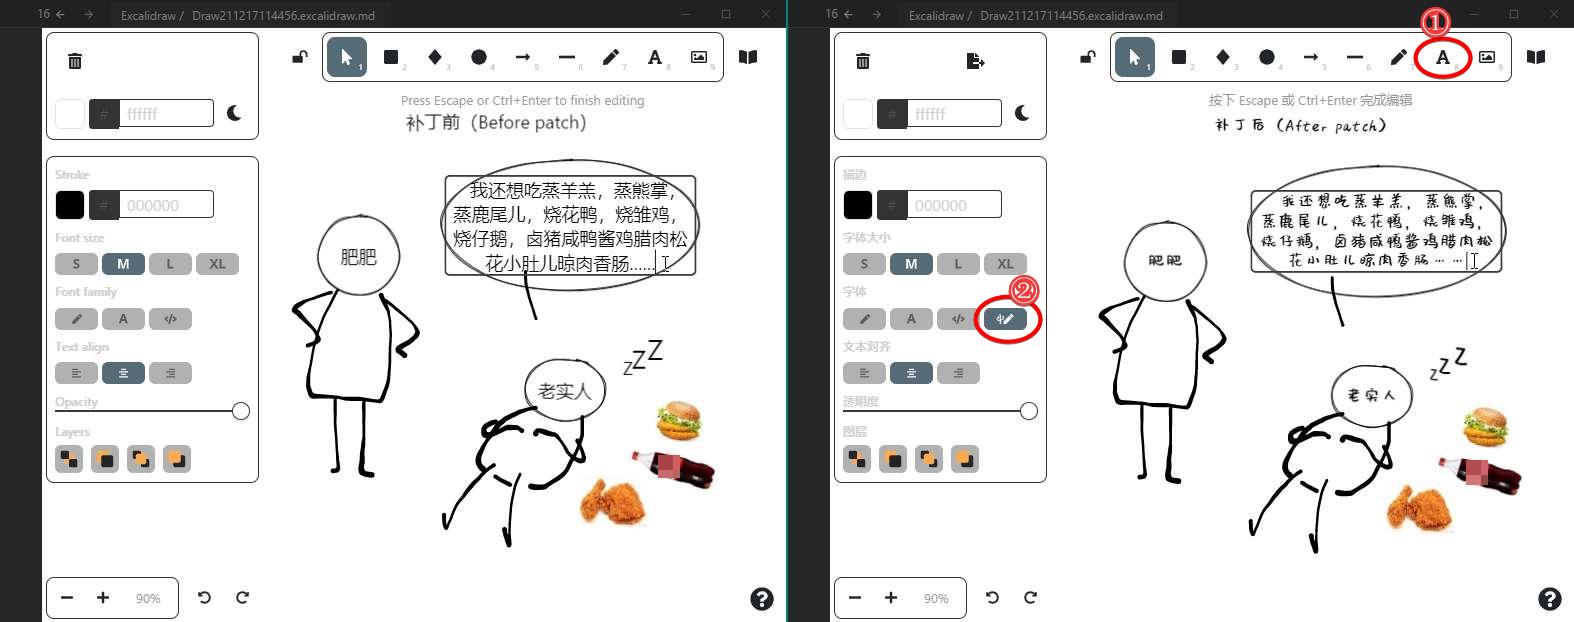 16
Excalidraw / Draw211217114456.excalidraw.md
1
2
3
4
5
6
7
8
9
# ffffff
Press Escape or Ctrl+Enter to finish editing
补丁前（Before patch）
Stroke
# 000000
Font size
S M L XL
Font family
A </>
Text align
Opacity
Layers
我还想吃蒸羊羔，蒸熊掌，
蒸鹿尾儿，烧花鸭，烧雏鸡，
烧仔鹅，卤猪咸鸭酱鸡腊肉松
花小肚儿晾肉香肠......
肥肥
zZZ
老实人
90%
?
16
Excalidraw / Draw211217114456.excalidraw.md
①
1
2
3
4
5
6
7
A 8
9
# ffffff
按下 Escape 或 Ctrl+Enter 完成编辑
补丁后（After patch）
描边
# 000000
字体大小
S M L XL
字体
②
A </> 中
文本对齐
透明度
图层
我还想吃蒸羊羔，蒸熊掌，
蒸鹿尾儿，烧花鸭，烧雏鸡，
烧仔鹅，卤猪咸鸭酱鸡腊肉松
花小肚儿晾肉香肠……
肥肥
zZZ
老实人
90%
?